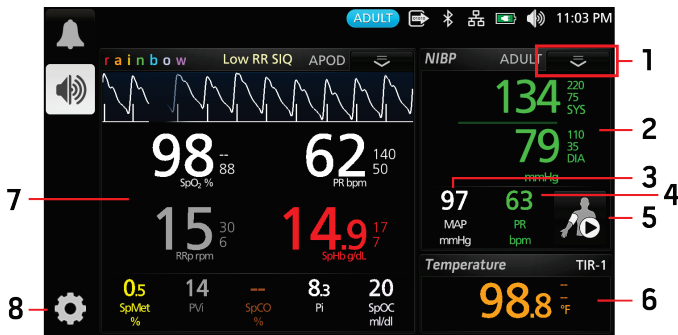 ADULT 11:03 PM
rainbow Low RR SIQ APOD
NIBP ADULT
1
134 220
75
SYS
2
79 110
35
DIA
mmHg
98 --
88
SpO₂ %
62 140
50
PR bpm
3
4
97
MAP
mmHg
63
PR
bpm
5
7
15 30
6
RRp rpm
14.9 17
7
SpHb g/dL
Temperature TIR-1
98.8 --
--
°F
6
0.5
SpMet
%
14
PVi
--
SpCO
%
8.3
Pi
20
SpOC
ml/dl
8